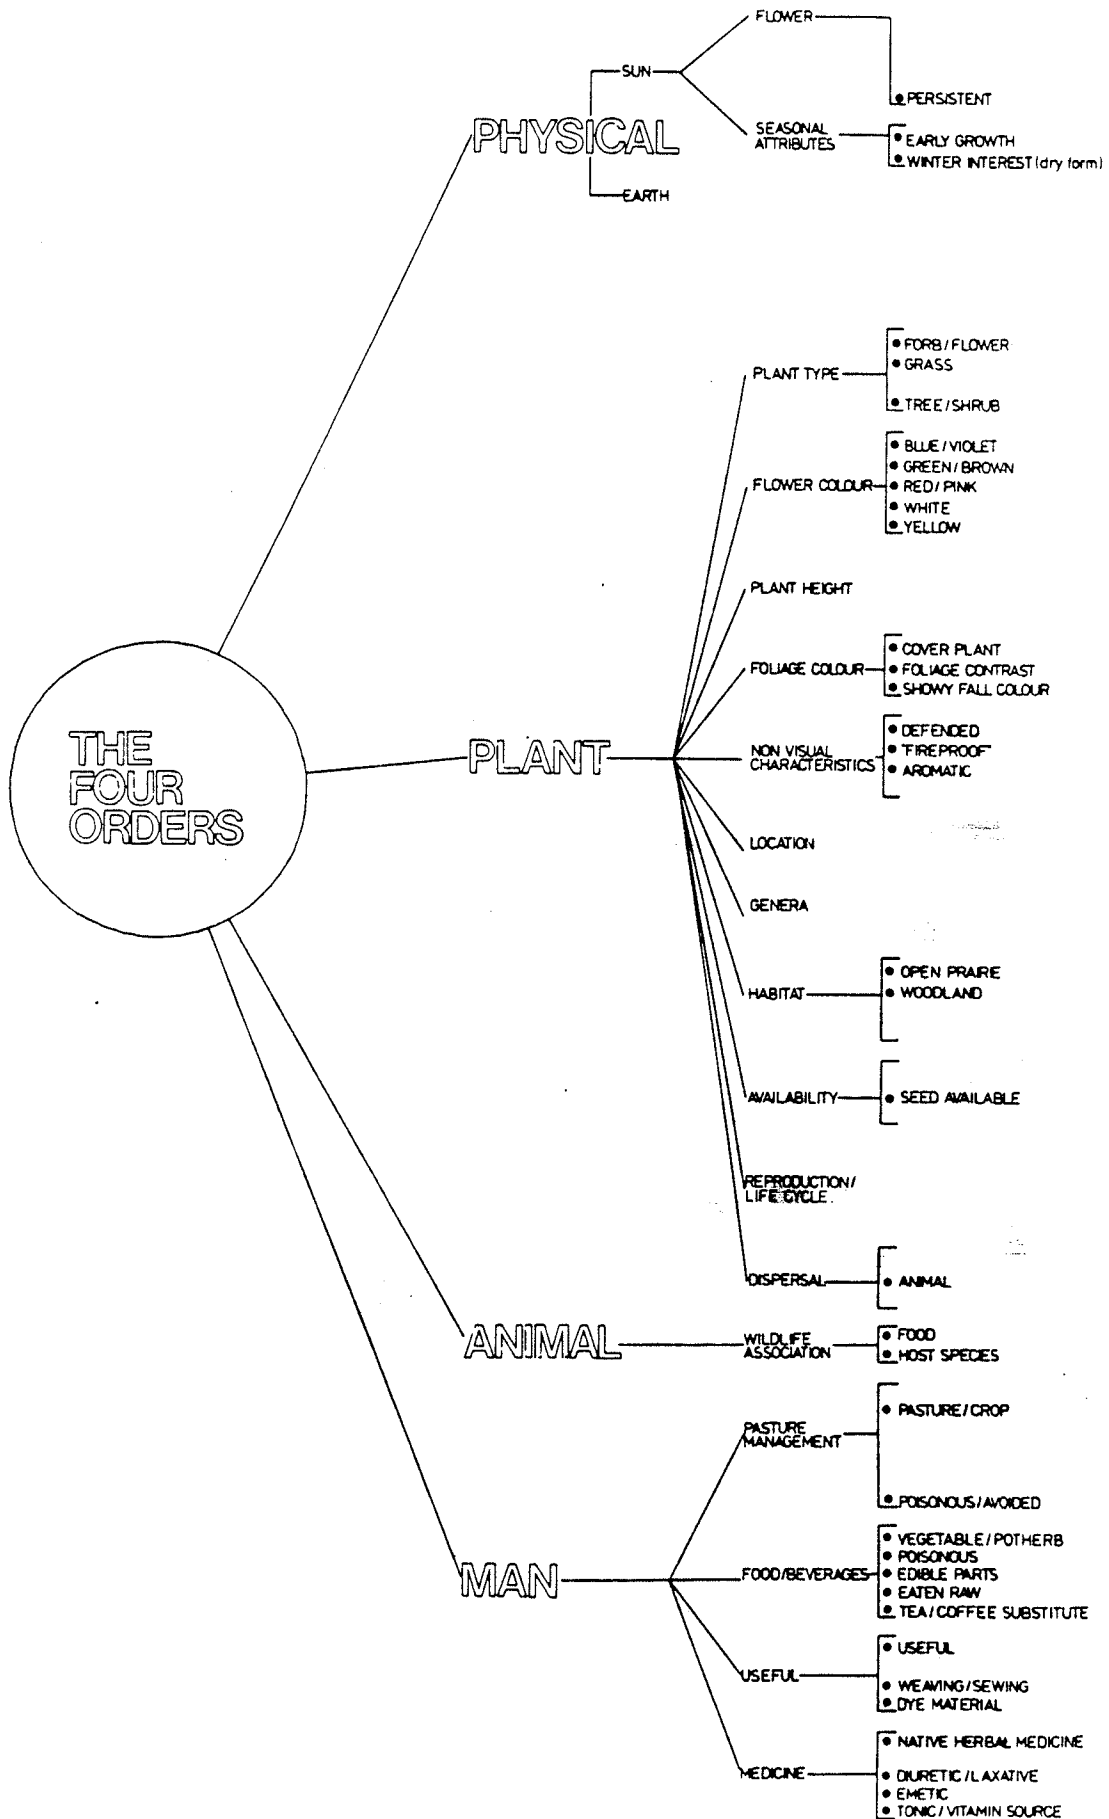 FLOWER
SUN
• PERSISTENT
PHYSICAL
SEASONAL
ATTRIBUTES
• EARLY GROWTH
• WINTER INTEREST (dry form)
EARTH
PLANT TYPE
• FORB/FLOWER
• GRASS
• TREE/SHRUB
FLOWER COLOUR
• BLUE/VIOLET
• GREEN/BROWN
• RED/PINK
• WHITE
• YELLOW
PLANT HEIGHT
FOLIAGE COLOUR
• COVER PLANT
• FOLIAGE CONTRAST
• SHOWY FALL COLOUR
THE
FOUR
ORDERS
PLANT
NON VISUAL
CHARACTERISTICS
• DEFENDED
• "FIREPROOF"
• AROMATIC
LOCATION
GENERA
HABITAT
• OPEN PRAIRIE
• WOODLAND
AVAILABILITY
• SEED AVAILABLE
REPRODUCTION/
LIFE CYCLE
DISPERSAL
• ANIMAL
ANIMAL
WILDLIFE
ASSOCIATION
• FOOD
• HOST SPECIES
PASTURE
MANAGEMENT
• PASTURE/CROP
• POISONOUS/AVOIDED
MAN
FOOD/BEVERAGES
• VEGETABLE/POTHERB
• POISONOUS
• EDIBLE PARTS
• EATEN RAW
• TEA/COFFEE SUBSTITUTE
USEFUL
• USEFUL
• WEAVING/SEWING
• DYE MATERIAL
MEDICINE
• NATIVE HERBAL MEDICINE
• DIURETIC/LAXATIVE
• EMETIC
• TONIC/VITAMIN SOURCE